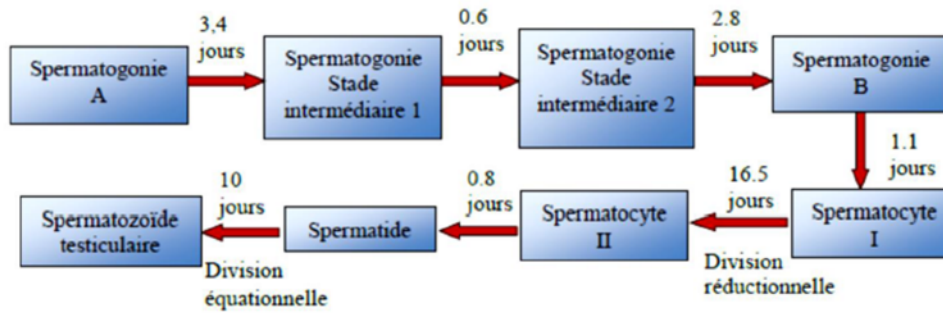 Spermatogonie
A
3,4
jours
Spermatogonie
Stade
intermédiaire 1
0.6
jours
Spermatogonie
Stade
intermédiaire 2
2.8
jours
Spermatogonie
B
1.1
jours
Spermatocyte
I
16.5
jours
Division
réductionnelle
Spermatocyte
II
0.8
jours
Spermatide
10
jours
Division
équationnelle
Spermatozoïde
testiculaire